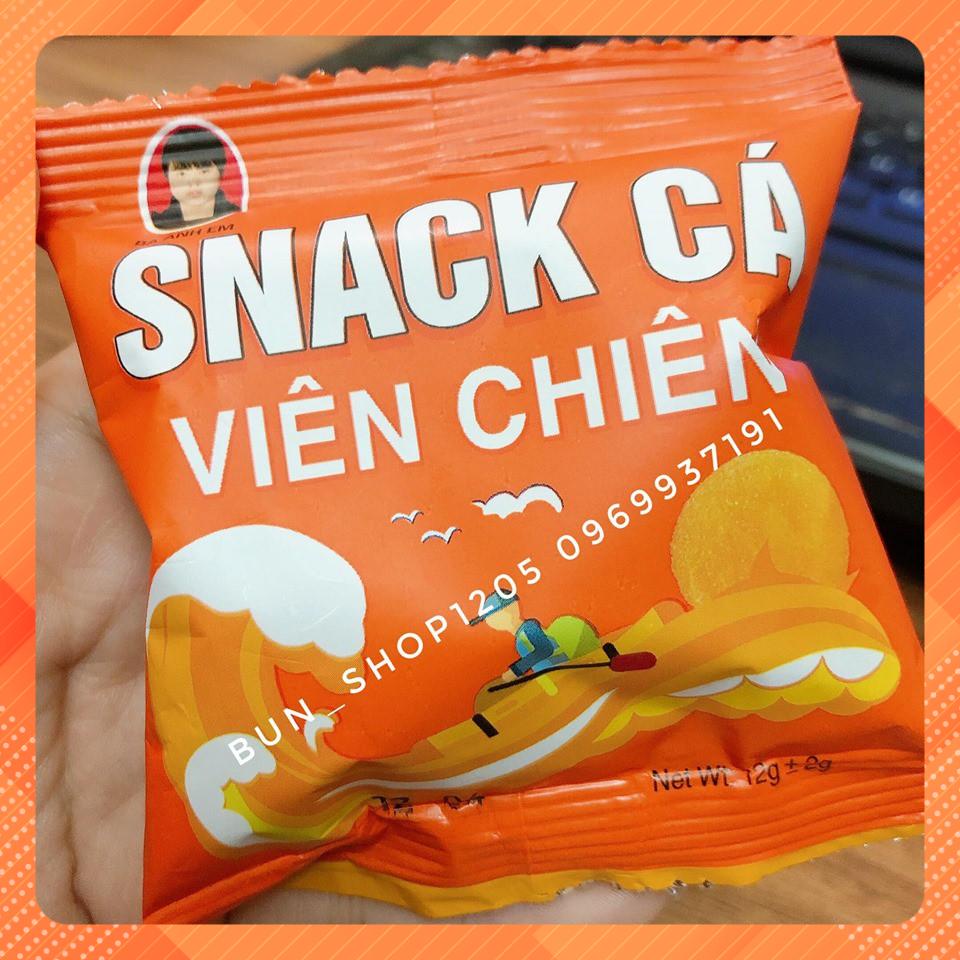 BA ANH EM
SNACK CÁ
VIÊN CHIÊN
BUN_SHOP1205 0969937191
Net Wt. 12g ± 2g